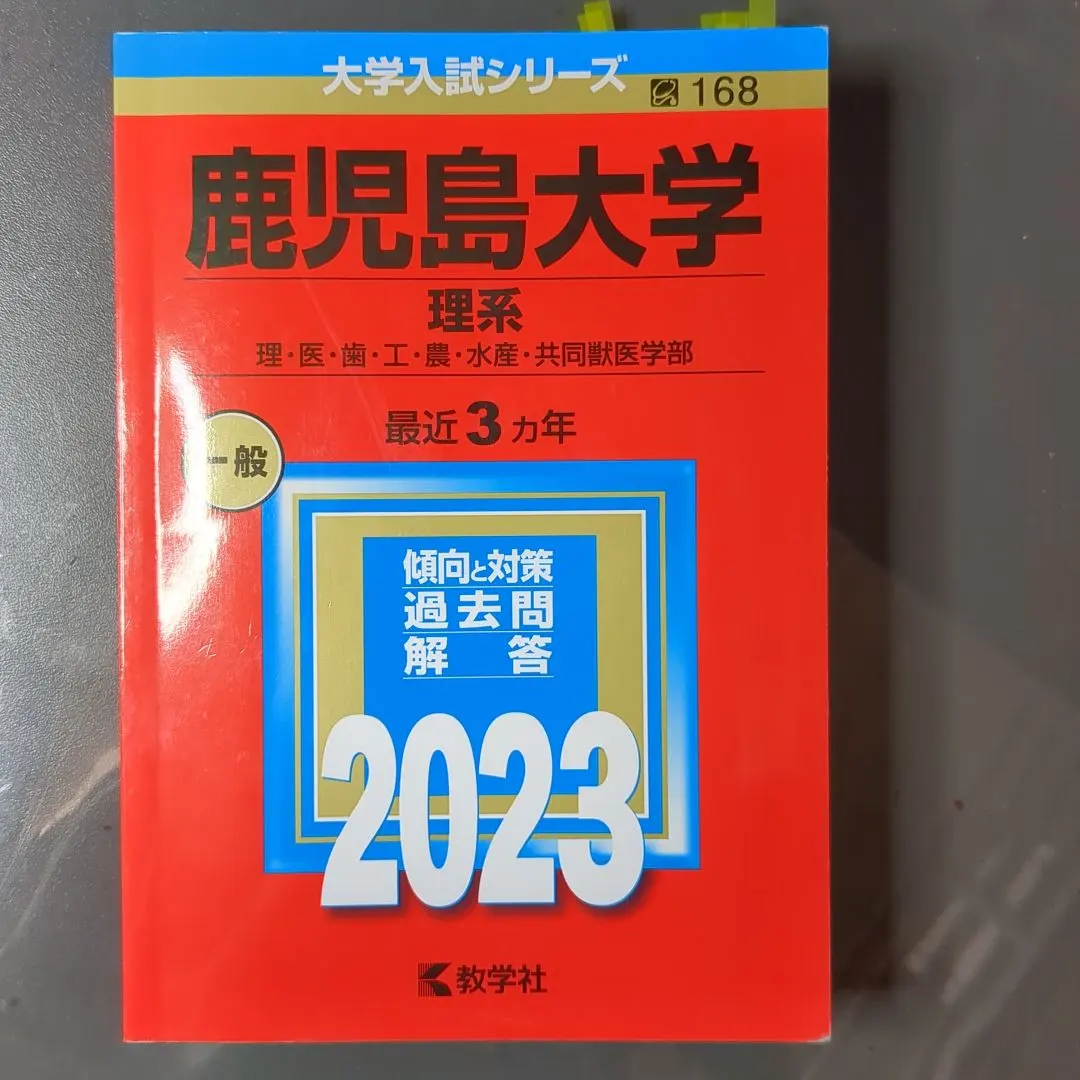 大学入試シリーズ
168
鹿児島大学
理系
理・医・歯・工・農・水産・共同獣医学部
最近3ヵ年
一般
傾向と対策
過去問
解答
2023
教学社